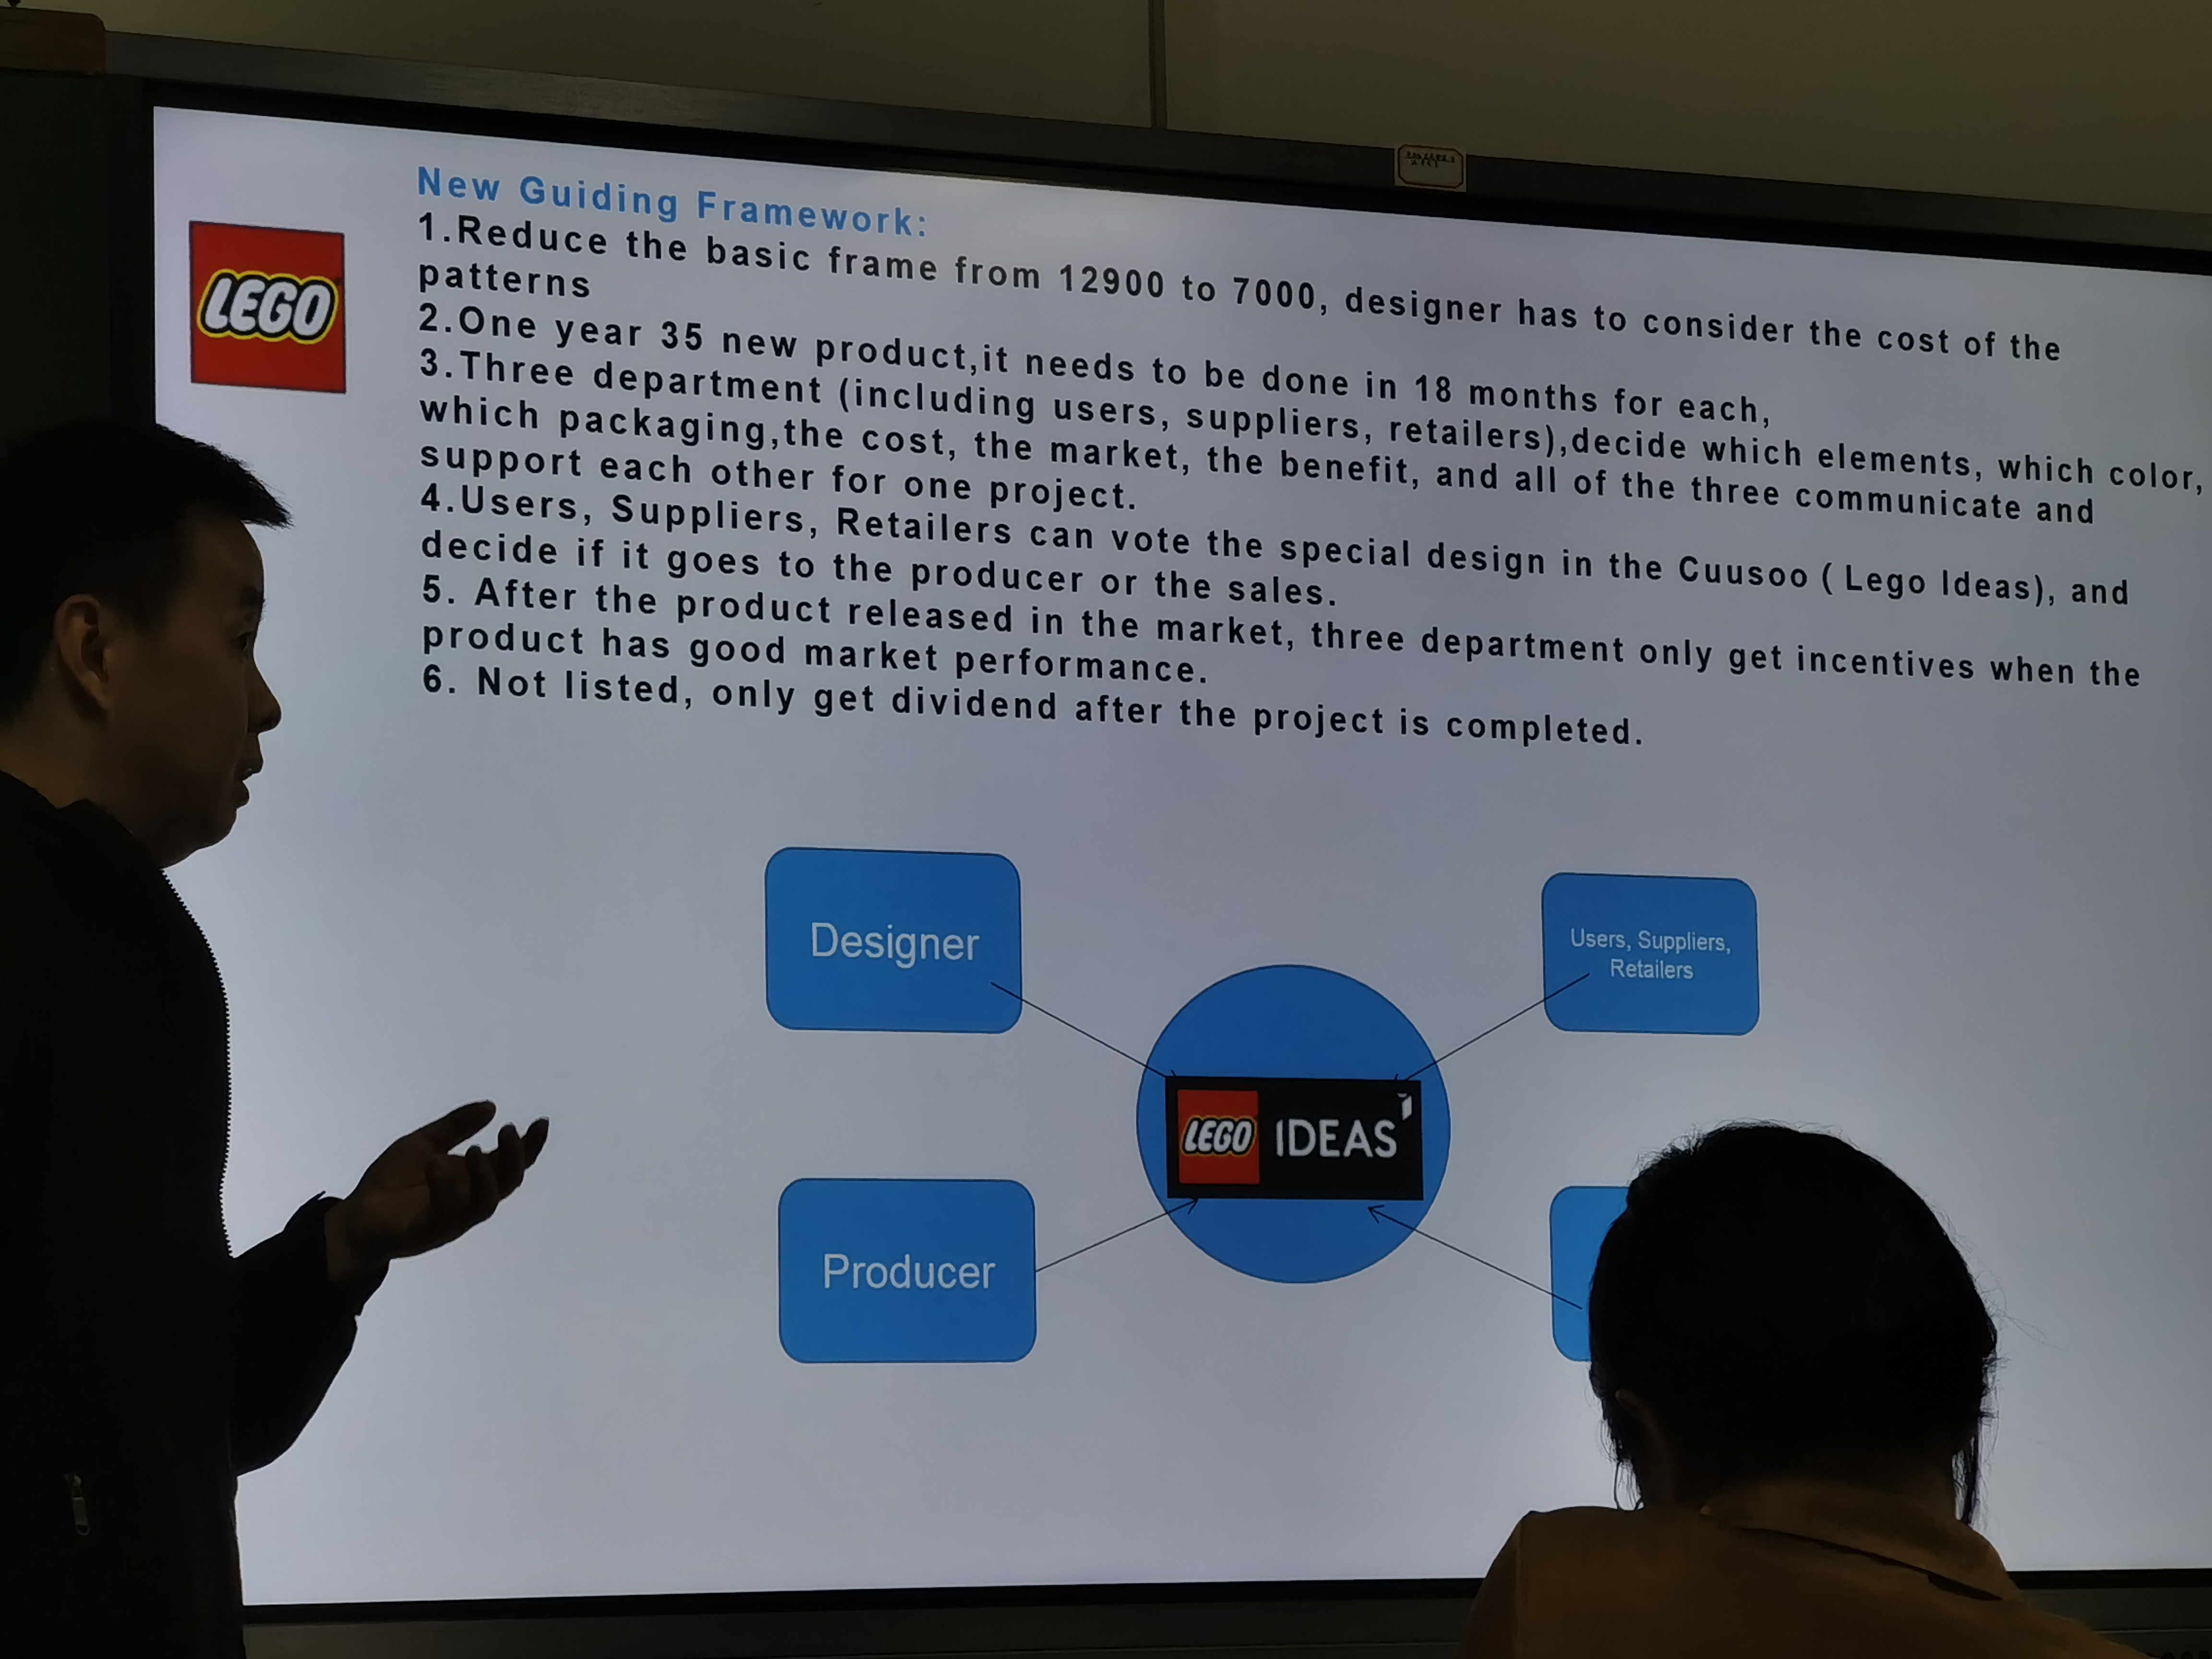 New Guiding Framework:
1.Reduce the basic frame from 12900 to 7000, designer has to consider the cost of the
patterns
2.One year 35 new product,it needs to be done in 18 months for each,
3.Three department (including users, suppliers, retailers),decide which elements, which color,
which packaging,the cost, the market, the benefit, and all of the three communicate and
support each other for one project.
4.Users, Suppliers, Retailers can vote the special design in the Cuusoo ( Lego Ideas), and
decide if it goes to the producer or the sales.
5. After the product released in the market, three department only get incentives when the
product has good market performance.
6. Not listed, only get dividend after the project is completed.
LEGO
Designer
Users, Suppliers,
Retailers
LEGO IDEAS
Producer